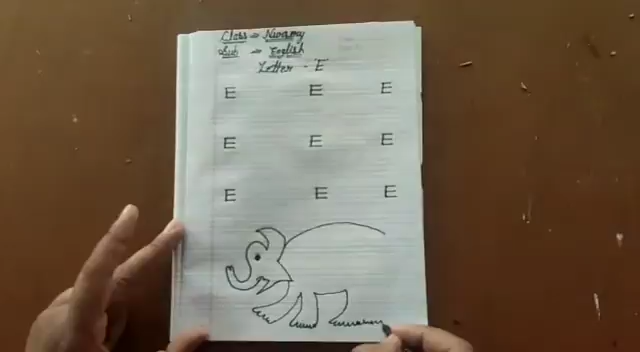 Class → Nursery
Sub → English
Letter - E
E E E
E E E
E E E